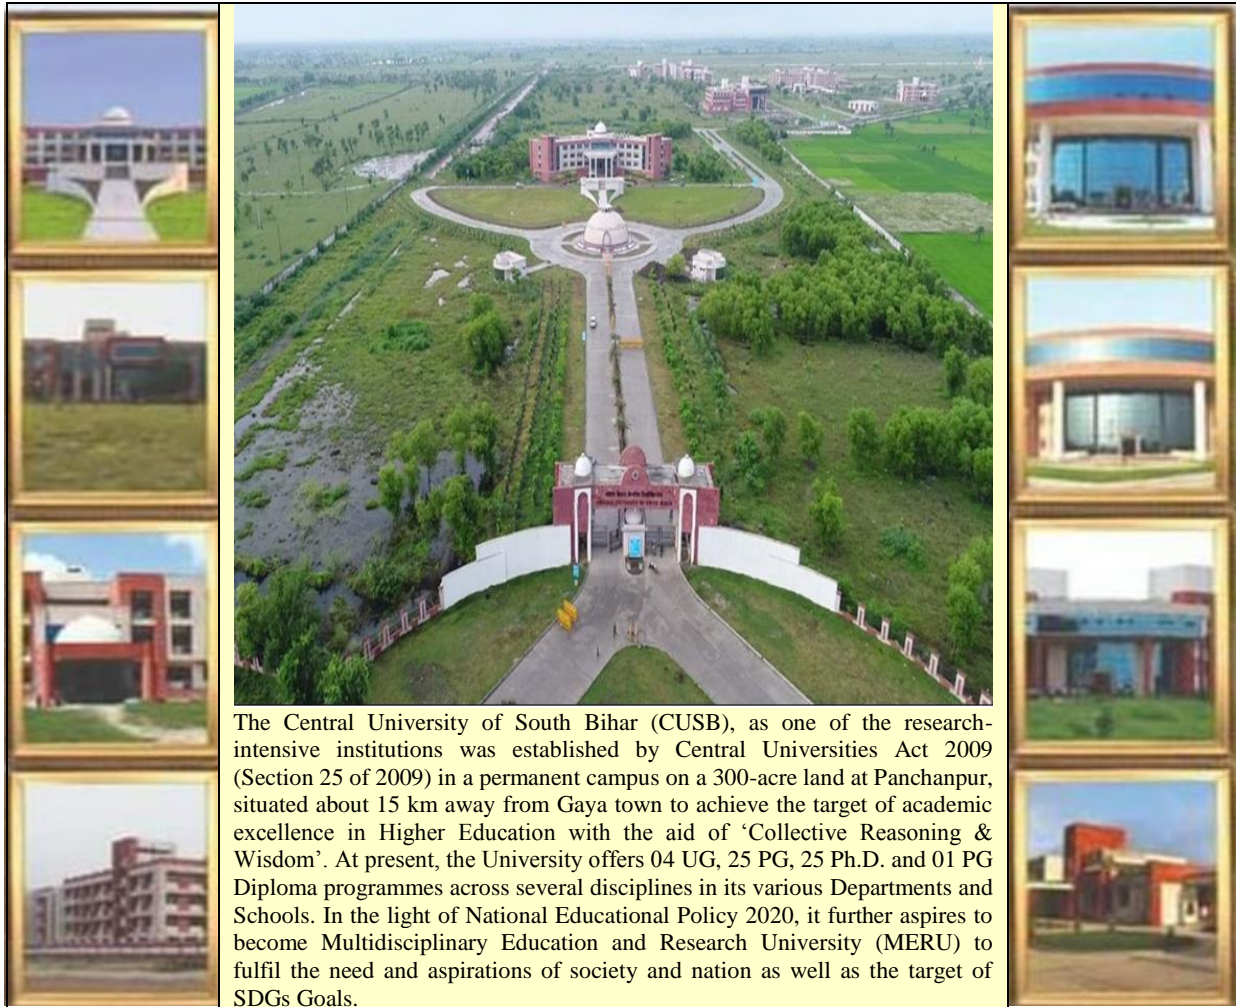 The Central University of South Bihar (CUSB), as one of the research-
intensive institutions was established by Central Universities Act 2009
(Section 25 of 2009) in a permanent campus on a 300-acre land at Panchanpur,
situated about 15 km away from Gaya town to achieve the target of academic
excellence in Higher Education with the aid of ‘Collective Reasoning &
Wisdom’. At present, the University offers 04 UG, 25 PG, 25 Ph.D. and 01 PG
Diploma programmes across several disciplines in its various Departments and
Schools. In the light of National Educational Policy 2020, it further aspires to
become Multidisciplinary Education and Research University (MERU) to
fulfil the need and aspirations of society and nation as well as the target of
SDGs Goals.